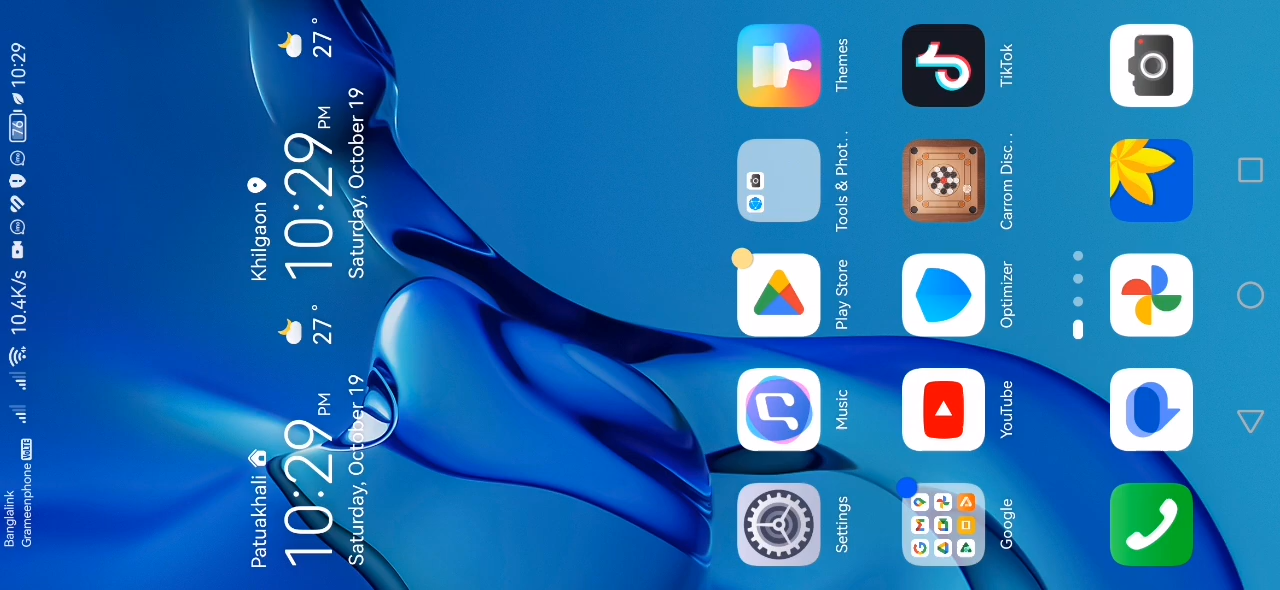 Banglalink
Grameenphone VoLTE
10.4K/s
76
10:29
Patuakhali
10:29 PM
27°
Saturday, October 19
Khilgaon
10:29 PM
27°
Saturday, October 19
Settings
Music
Play Store
Tools & Phot..
Themes
Google
YouTube
Optimizer
Carrom Disc..
TikTok